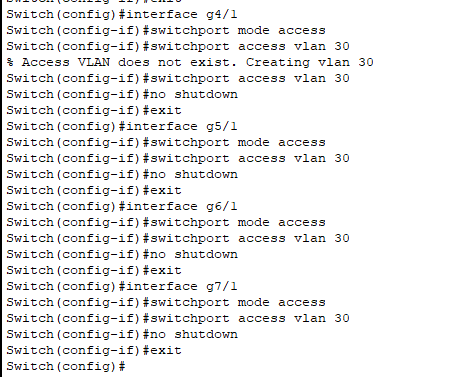 Switch(config-if)#exit
Switch(config)#interface g4/1
Switch(config-if)#switchport mode access
Switch(config-if)#switchport access vlan 30
% Access VLAN does not exist. Creating vlan 30
Switch(config-if)#switchport access vlan 30
Switch(config-if)#no shutdown
Switch(config-if)#exit
Switch(config)#interface g5/1
Switch(config-if)#switchport mode access
Switch(config-if)#switchport access vlan 30
Switch(config-if)#no shutdown
Switch(config-if)#exit
Switch(config)#interface g6/1
Switch(config-if)#switchport mode access
Switch(config-if)#switchport access vlan 30
Switch(config-if)#no shutdown
Switch(config-if)#exit
Switch(config)#interface g7/1
Switch(config-if)#switchport mode access
Switch(config-if)#switchport access vlan 30
Switch(config-if)#no shutdown
Switch(config-if)#exit
Switch(config)#